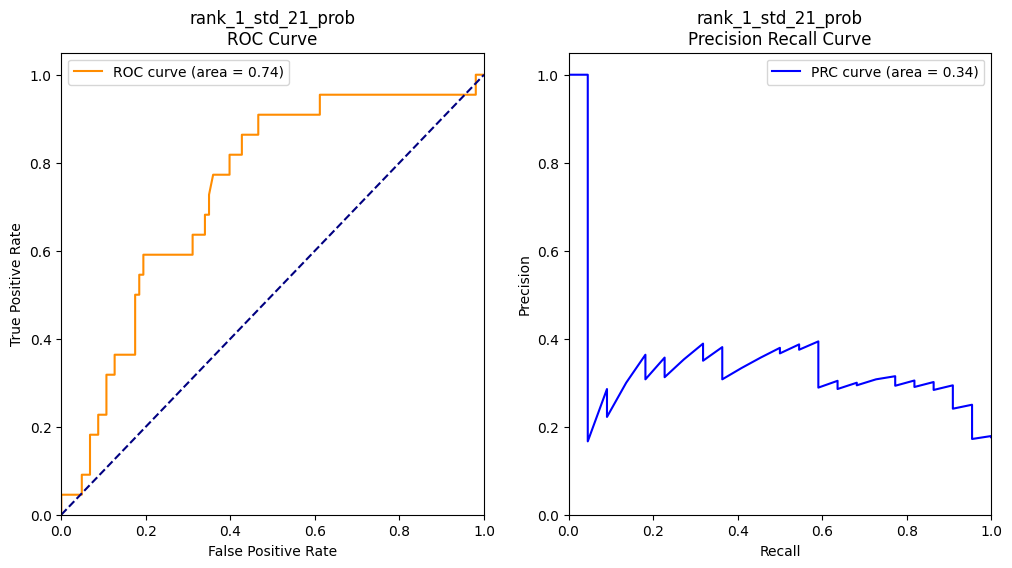 rank_1_std_21_prob
ROC Curve
ROC curve (area = 0.74)
True Positive Rate
1.0
0.8
0.6
0.4
0.2
0.0
0.0 0.2 0.4 0.6 0.8 1.0
False Positive Rate
rank_1_std_21_prob
Precision Recall Curve
PRC curve (area = 0.34)
Precision
1.0
0.8
0.6
0.4
0.2
0.0
0.0 0.2 0.4 0.6 0.8 1.0
Recall